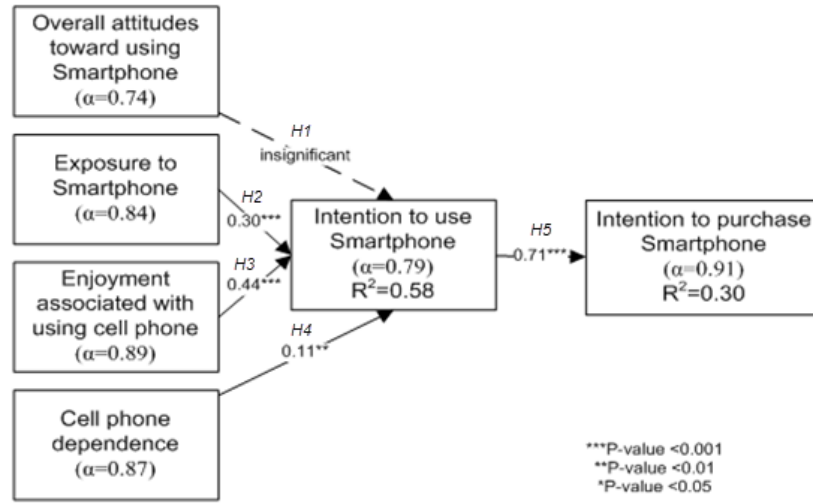 Overall attitudes
toward using
Smartphone
(α=0.74)
H1
insignificant
Exposure to
Smartphone
(α=0.84)
H2
0.30***
Enjoyment
associated with
using cell phone
(α=0.89)
H3
0.44***
Cell phone
dependence
(α=0.87)
H4
0.11**
Intention to use
Smartphone
(α=0.79)
R²=0.58
H5
0.71***
Intention to purchase
Smartphone
(α=0.91)
R²=0.30
***P-value <0.001
**P-value <0.01
*P-value <0.05